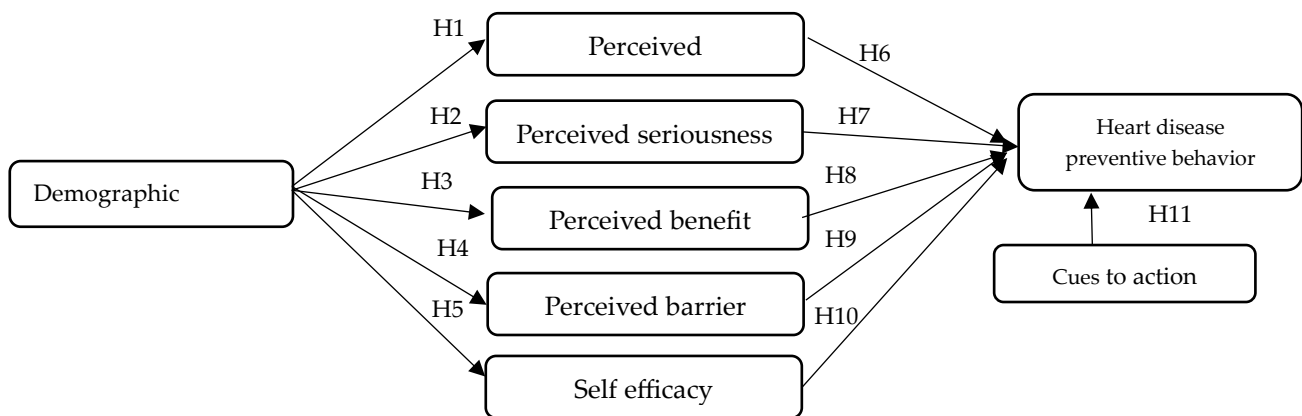 H1
Perceived
H6
H2
Perceived seriousness
H7
Heart disease
preventive behavior
Demographic
H3
Perceived benefit
H8
H11
H4
Perceived barrier
H9
Cues to action
H5
Self efficacy
H10